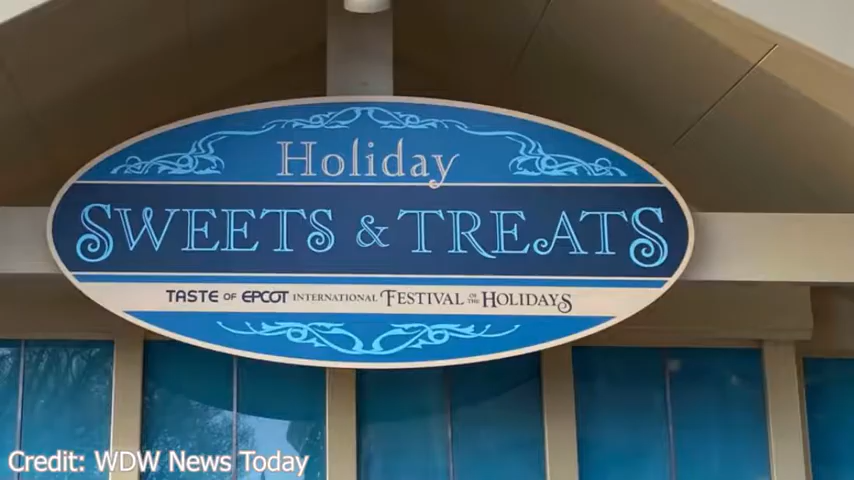 Holiday
SWEETS & TREATS
TASTE OF EPCOT INTERNATIONAL FESTIVAL OF THE HOLIDAYS
Credit: WDW News Today